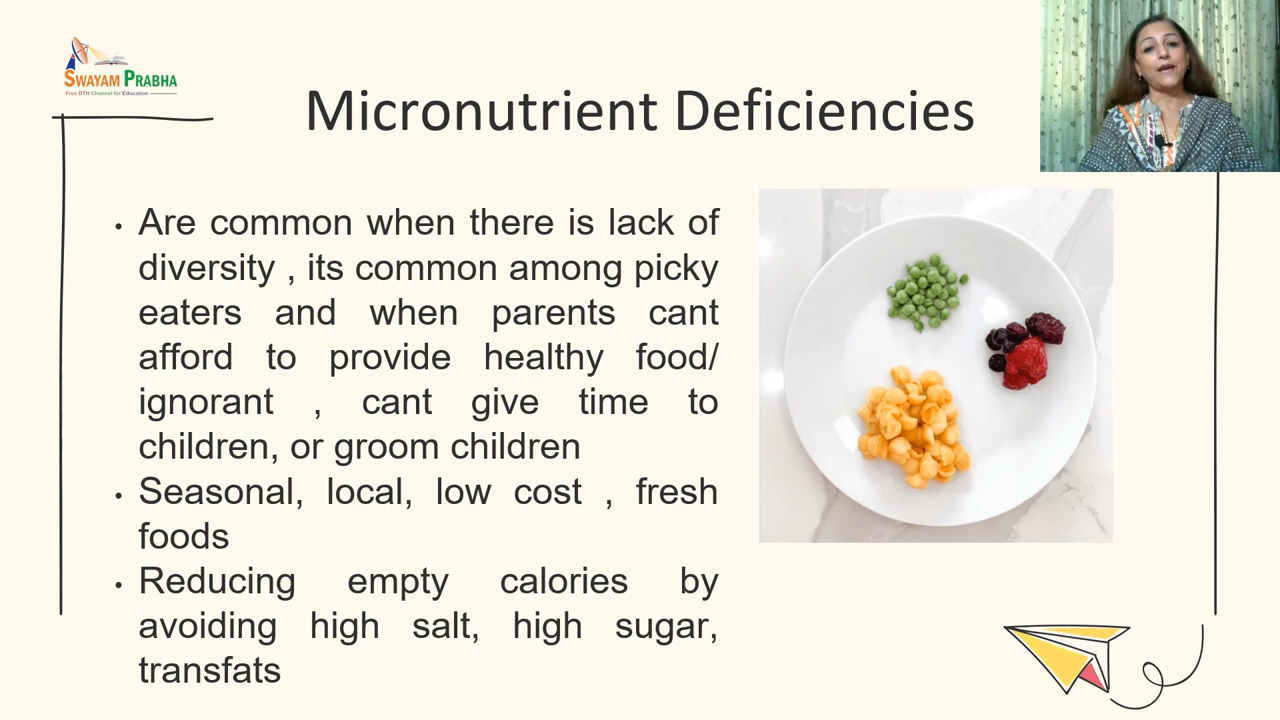 SWAYAM PRABHA
Free DTH Channel for Education
Micronutrient Deficiencies
• Are common when there is lack of
diversity , its common among picky
eaters and when parents cant
afford to provide healthy food/
ignorant , cant give time to
children, or groom children
• Seasonal, local, low cost , fresh
foods
• Reducing empty calories by
avoiding high salt, high sugar,
transfats